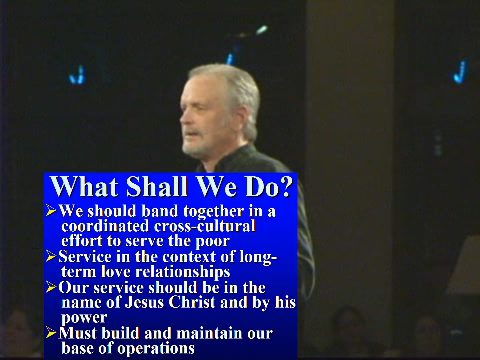 What Shall We Do?
➢We should band together in a
coordinated cross-cultural
effort to serve the poor
➢Service in the context of long-
term love relationships
➢Our service should be in the
name of Jesus Christ and by his
power
➢Must build and maintain our
base of operations